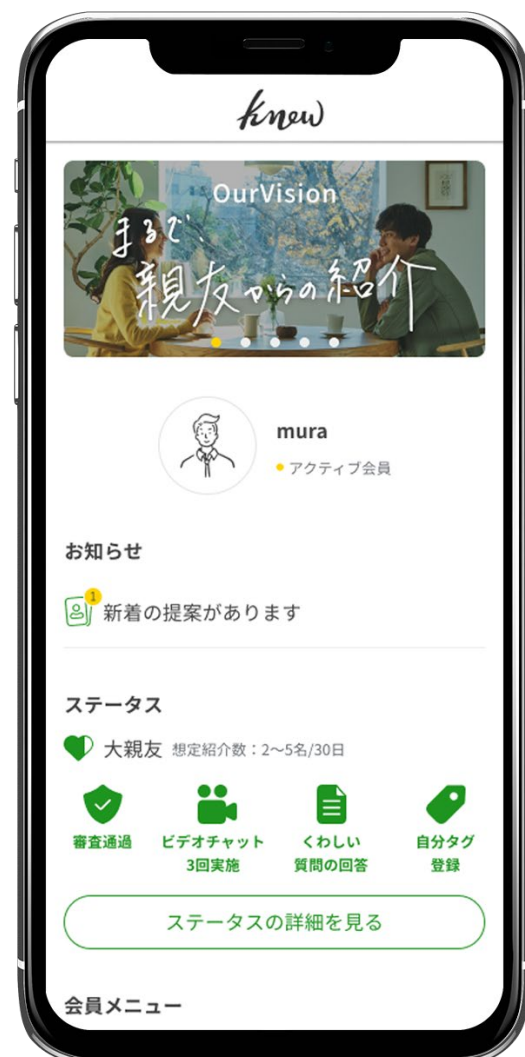 knew
OurVision
まるで、
親友からの紹介
mura
アクティブ会員
お知らせ
1
新着の提案があります
ステータス
大親友 想定紹介数：2〜5名/30日
審査通過
ビデオチャット
3回実施
くわしい
質問の回答
自分タグ
登録
ステータスの詳細を見る
会員メニュー